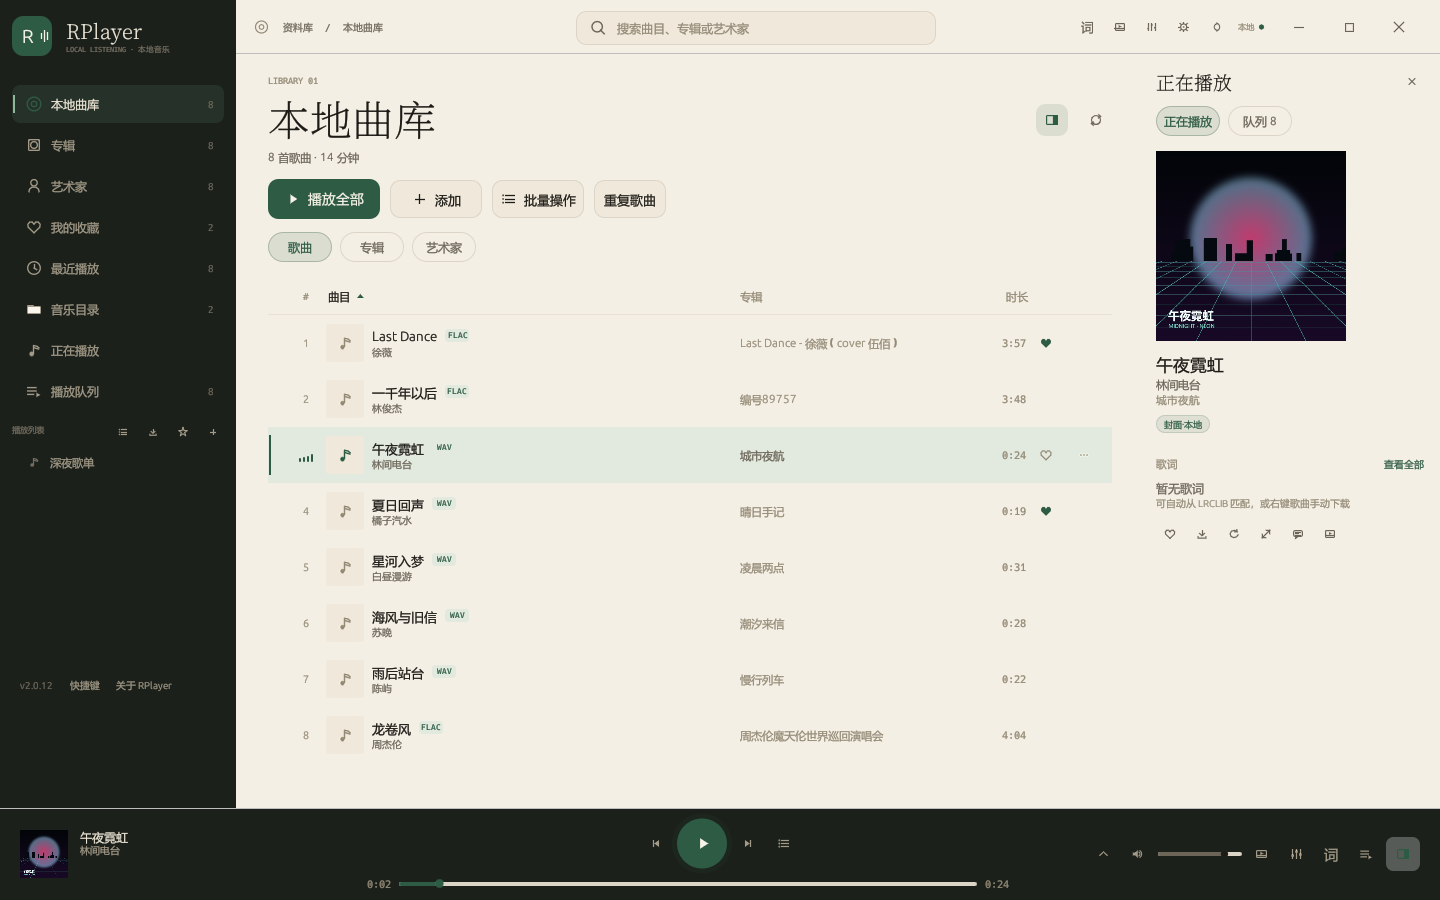 RPlayer
LOCAL LISTENING · 本地音乐
本地曲库 8
专辑 8
艺术家 8
我的收藏 2
最近播放 8
音乐目录 2
正在播放
播放队列 8
播放列表
深夜歌单
v2.0.12 快捷键 关于 RPlayer
资料库 / 本地曲库
搜索曲目、专辑或艺术家
词 本地
LIBRARY 01
本地曲库
8 首歌曲 · 14 分钟
播放全部 添加 批量操作 重复歌曲
歌曲 专辑 艺术家
# 曲目 专辑 时长
1 Last Dance FLAC Last Dance - 徐薇 ( cover 伍佰 ) 3:57
徐薇
2 一千年以后 FLAC 编号89757 3:48
林俊杰
午夜霓虹 WAV 城市夜航 0:24
林间电台
4 夏日回声 WAV 晴日手记 0:19
橘子汽水
5 星河入梦 WAV 凌晨两点 0:31
白昼漫游
6 海风与旧信 WAV 潮汐来信 0:28
苏晚
7 雨后站台 WAV 慢行列车 0:22
陈屿
8 龙卷风 FLAC 周杰伦魔天伦世界巡回演唱会 4:04
周杰伦
正在播放
正在播放 队列 8
午夜霓虹
MIDNIGHT · NEON
午夜霓虹
林间电台
城市夜航
封面·本地
歌词 查看全部
暂无歌词
可自动从 LRCLIB 匹配，或右键歌曲手动下载
午夜霓虹
林间电台
0:02 0:24
词